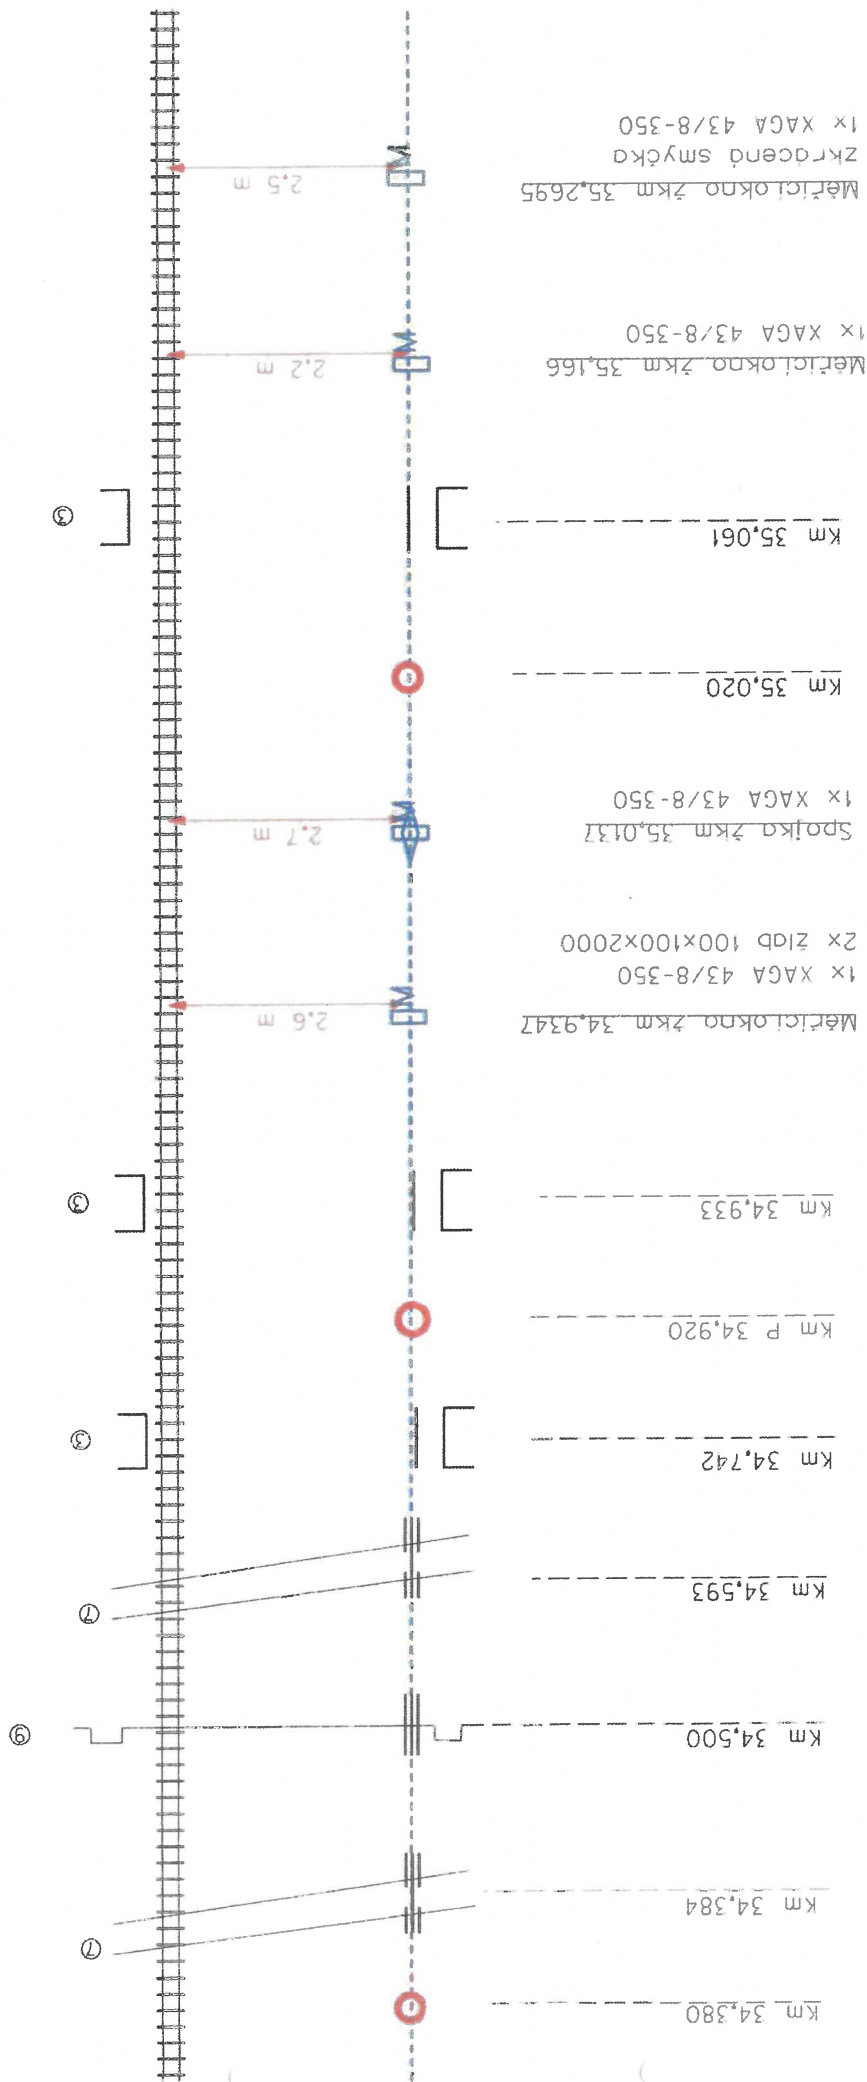 Km 34,380
Km 34,384 ⑦
Km 34,500 ⑥
Km 34,593 ⑦
Km 34,742 ③
Km P 34,920
Km 34,933 ③
Měřicí okno žkm 34,9347 2,6 m
1x XAGA 43/8-350
2x žlab 100x100x2000
Spojka žkm 35,0137 2,7 m
1x XAGA 43/8-350
Km 35,020
Km 35,061 ③
Měřicí okno žkm 35,166 2,2 m
1x XAGA 43/8-350
Měřicí okno žkm 35,2695 2,5 m
zkrácená smyčka
1x XAGA 43/8-350
M
M
M
M